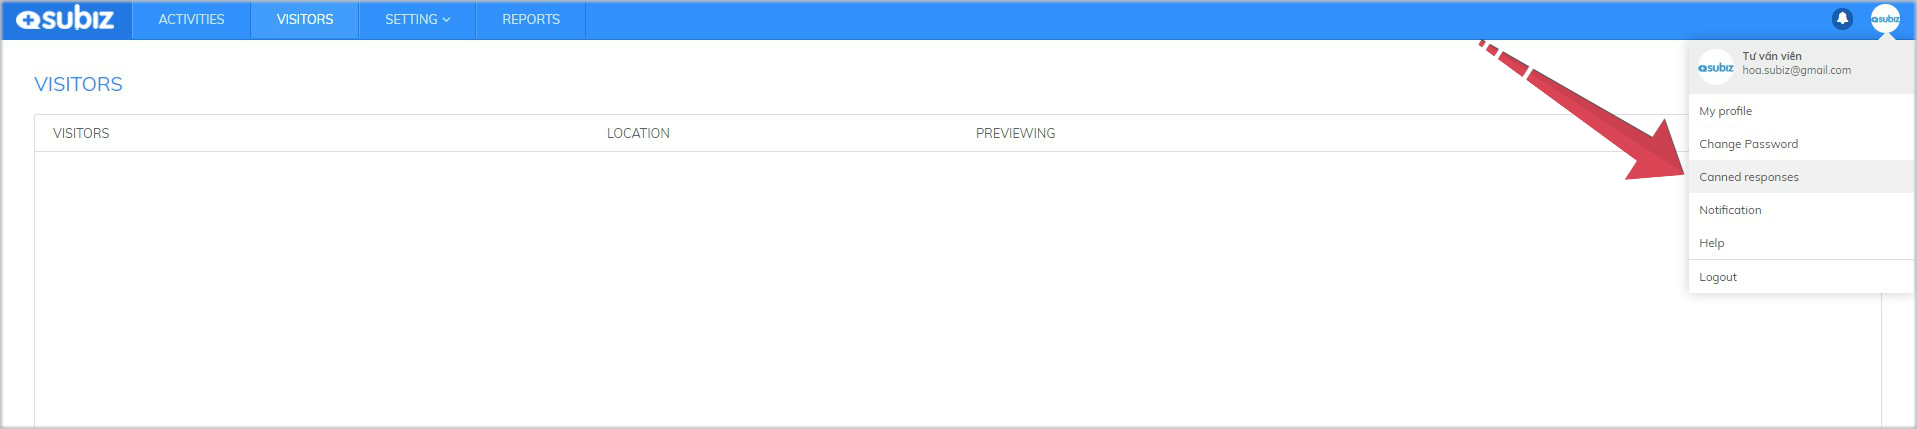 subiz ACTIVITIES VISITORS SETTING REPORTS subiz
subiz Tư vấn viên
hoa.subiz@gmail.com
VISITORS
VISITORS LOCATION PREVIEWING
My profile
Change Password
Canned responses
Notification
Help
Logout